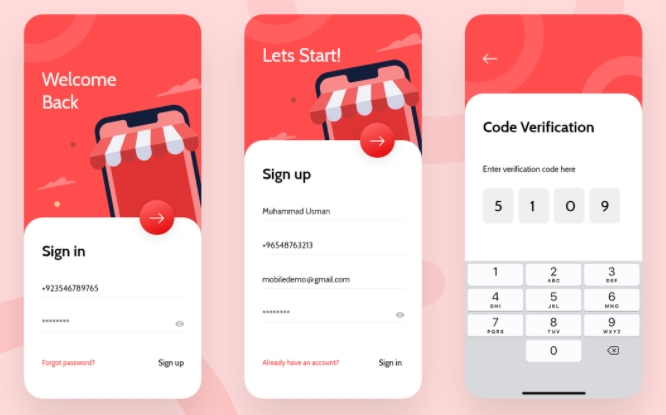 Welcome
Back
Sign in
+923546789765
********
Forgot password?
Sign up
Lets Start!
Sign up
Muhammad Usman
+96548763213
mobiledemo@gmail.com
********
Already have an account?
Sign in
Code Verification
Enter verification code here
5 1 0 9
1 2 3
ABC DEF
4 5 6
GHI JKL MNO
7 8 9
PQRS TUV WXYZ
0